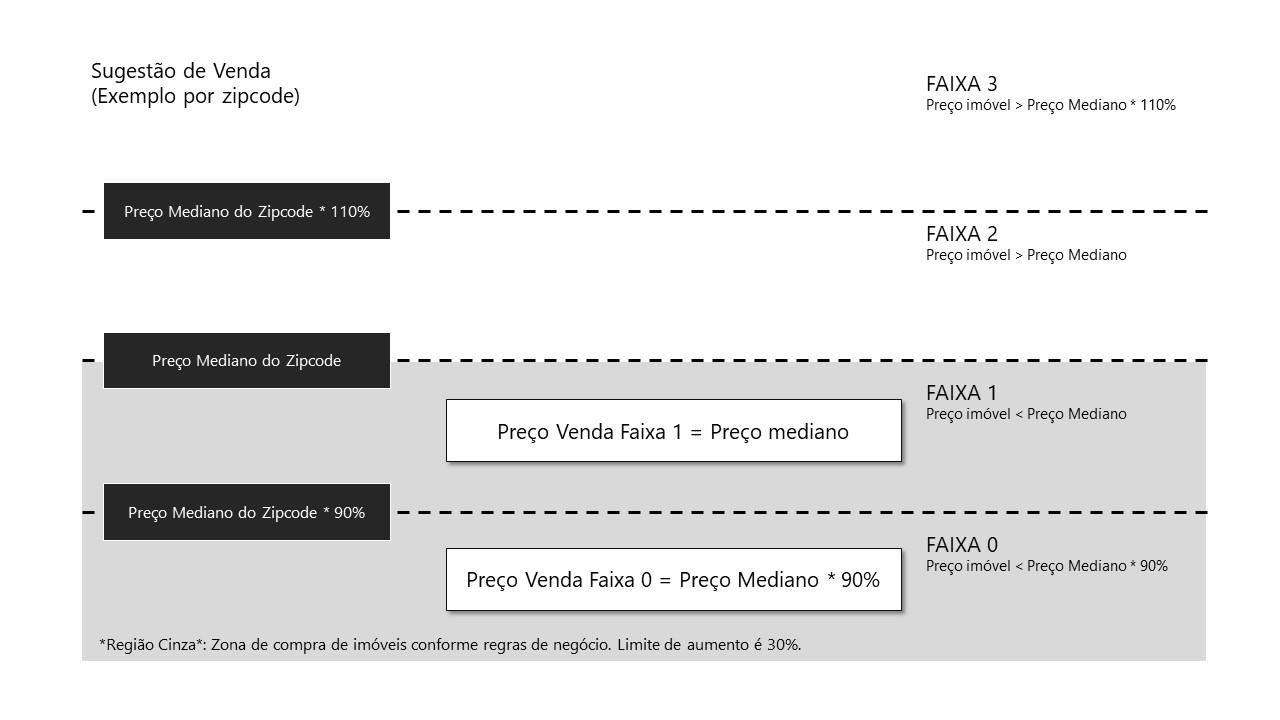 Sugestão de Venda
(Exemplo por zipcode)
FAIXA 3
Preço imóvel > Preço Mediano * 110%
Preço Mediano do Zipcode * 110%
FAIXA 2
Preço imóvel > Preço Mediano
Preço Mediano do Zipcode
FAIXA 1
Preço imóvel < Preço Mediano
Preço Venda Faixa 1 = Preço mediano
Preço Mediano do Zipcode * 90%
FAIXA 0
Preço imóvel < Preço Mediano * 90%
Preço Venda Faixa 0 = Preço Mediano * 90%
*Região Cinza*: Zona de compra de imóveis conforme regras de negócio. Limite de aumento é 30%.